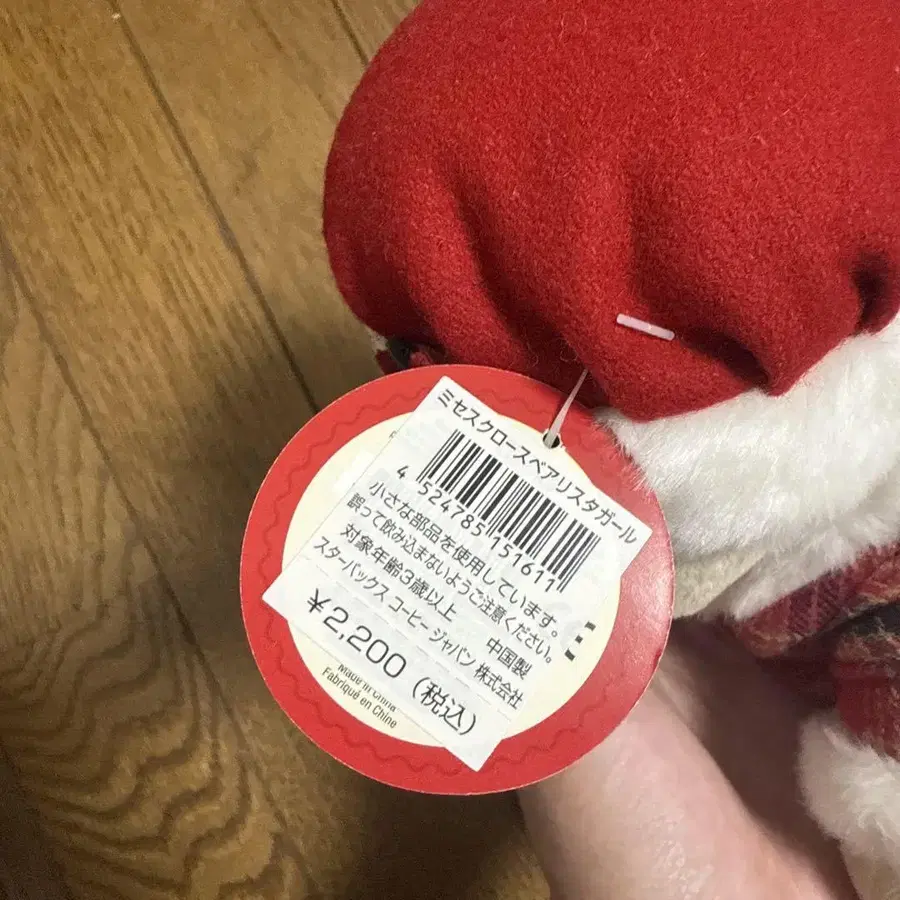 ミセスクロースベアリスタガール
4 524785 151611
小さな部品を使用しています。
誤って飲み込まないようご注意ください。
対象年齢3歳以上 中国製
スターバックス コーヒー ジャパン 株式会社
¥2,200 (税込)
Made in China
Fabriqué en Chine